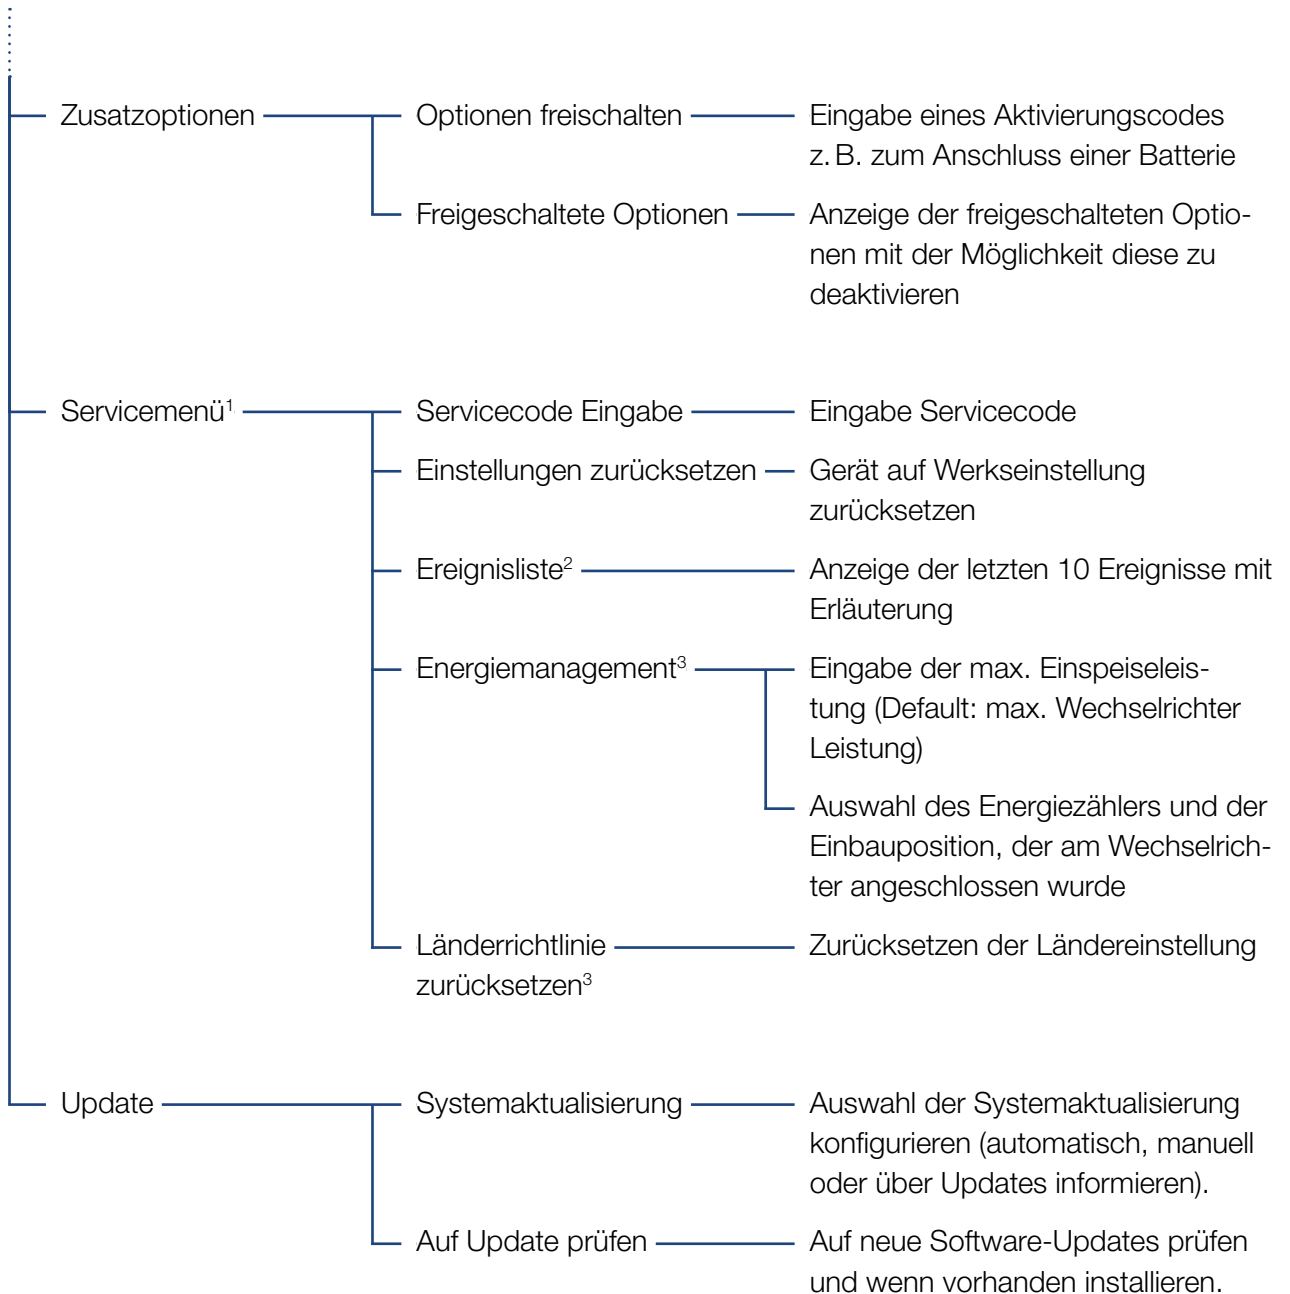 Zusatzoptionen
Optionen freischalten
Eingabe eines Aktivierungscodes
z. B. zum Anschluss einer Batterie
Freigeschaltete Optionen
Anzeige der freigeschalteten Optio-
nen mit der Möglichkeit diese zu
deaktivieren
Servicemenü¹
Servicecode Eingabe
Eingabe Servicecode
Einstellungen zurücksetzen
Gerät auf Werkseinstellung
zurücksetzen
Ereignisliste²
Anzeige der letzten 10 Ereignisse mit
Erläuterung
Energiemanagement³
Eingabe der max. Einspeiseleis-
tung (Default: max. Wechselrichter
Leistung)
Auswahl des Energiezählers und der
Einbauposition, der am Wechselrich-
ter angeschlossen wurde
Länderrichtlinie
zurücksetzen³
Zurücksetzen der Ländereinstellung
Update
Systemaktualisierung
Auswahl der Systemaktualisierung
konfigurieren (automatisch, manuell
oder über Updates informieren).
Auf Update prüfen
Auf neue Software-Updates prüfen
und wenn vorhanden installieren.